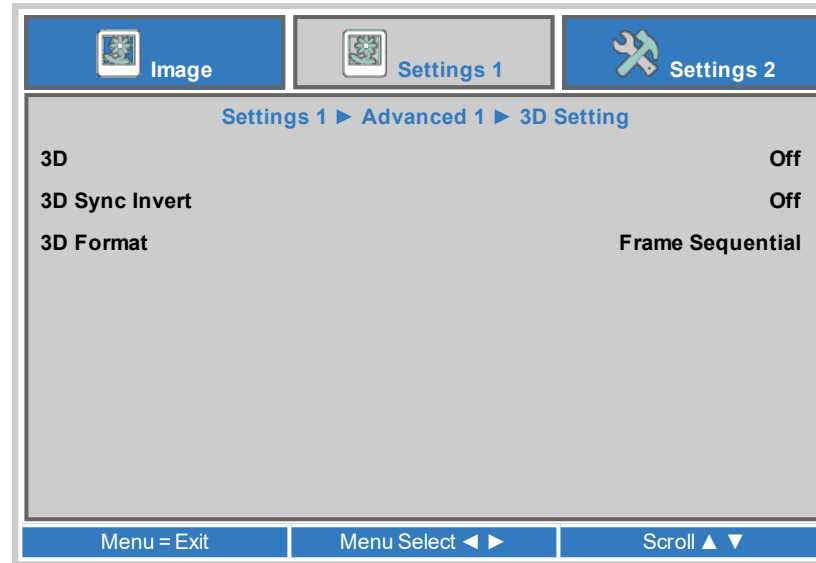 Image Settings 1 Settings 2
Settings 1 ► Advanced 1 ► 3D Setting
3D Off
3D Sync Invert Off
3D Format Frame Sequential
Menu = Exit Menu Select ◄ ► Scroll ▲ ▼